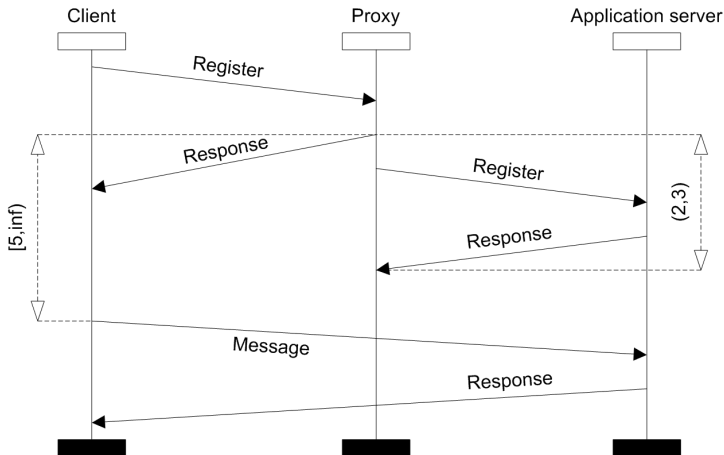 Client
Proxy
Application server
Register
Response
Register
[5,inf)
(2,3)
Response
Message
Response